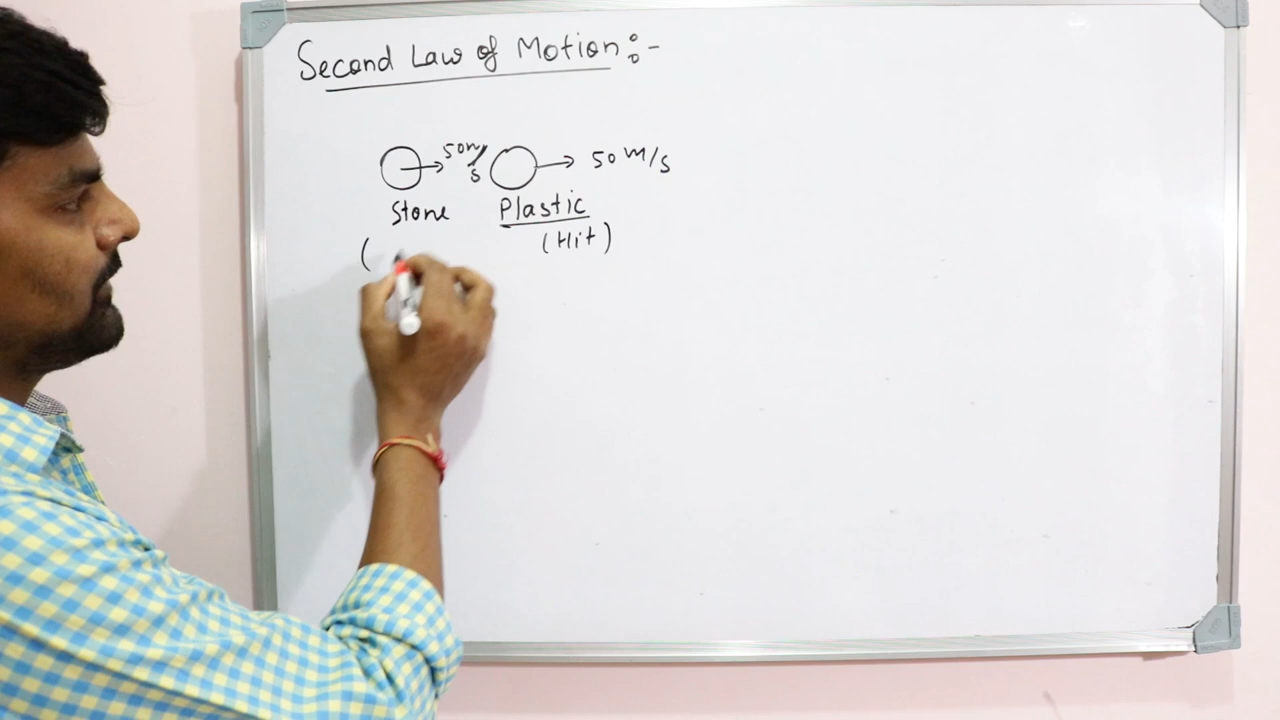 Second Law of Motion :-
50m/s 50 m/s
Stone Plastic
( (Hit)